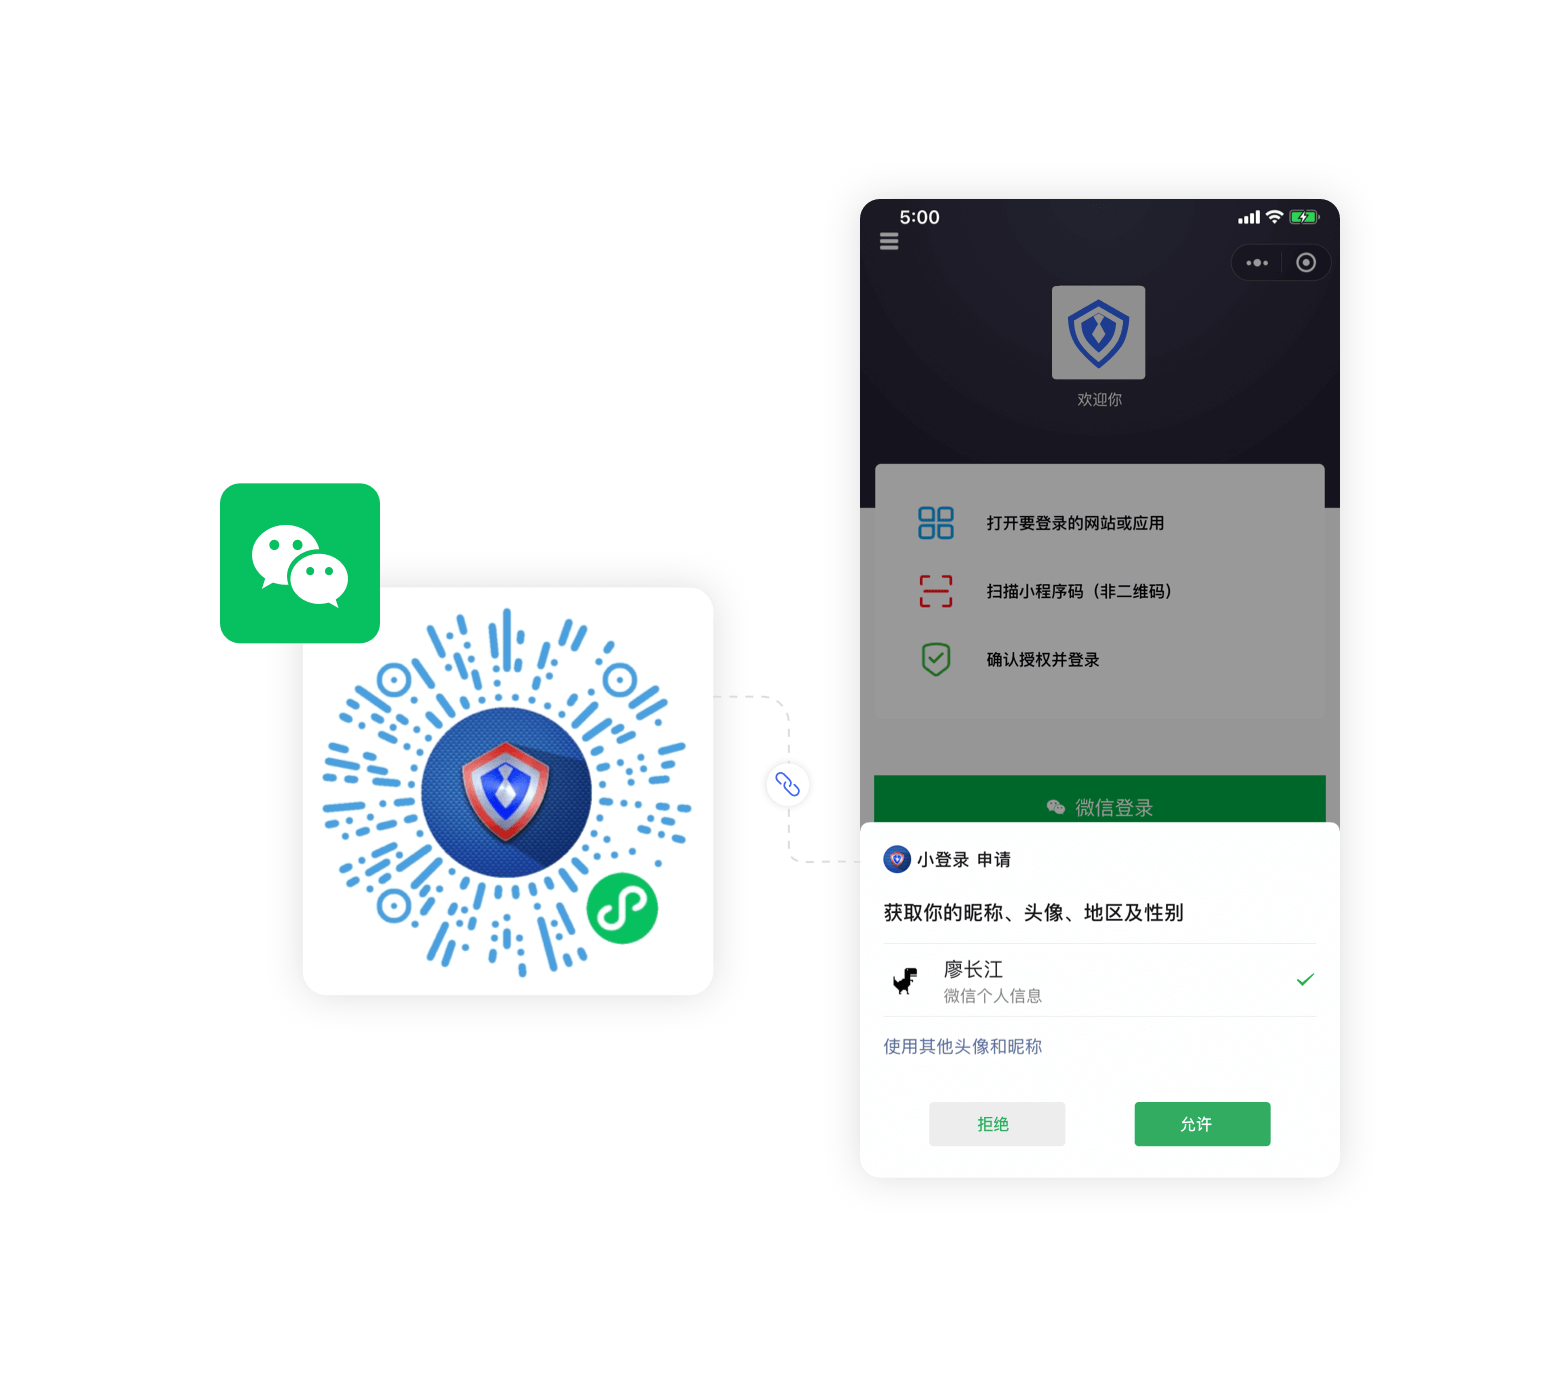 5:00
欢迎你
打开要登录的网站或应用
扫描小程序码（非二维码）
确认授权并登录
微信登录
小登录 申请
获取你的昵称、头像、地区及性别
廖长江
微信个人信息
使用其他头像和昵称
拒绝
允许